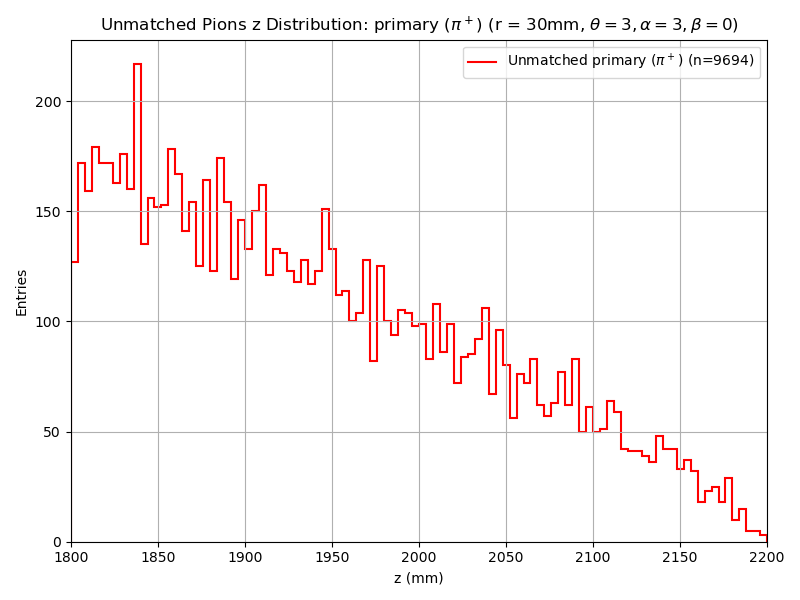 Unmatched Pions z Distribution: primary (π⁺) (r = 30mm, θ = 3, α = 3, β = 0)
Unmatched primary (π⁺) (n=9694)
Entries
200
150
100
50
0
1800 1850 1900 1950 2000 2050 2100 2150 2200
z (mm)